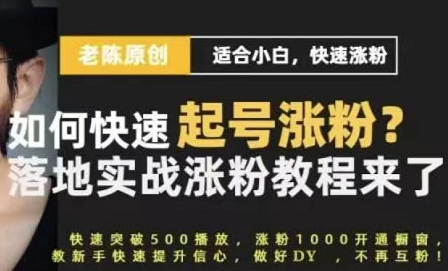 老陈原创 适合小白，快速涨粉
如何快速 起号涨粉？
落地实战涨粉教程来了
快速突破500播放，涨粉1000开通橱窗，
教新手快速提升信心，做好DY ，不再互粉！